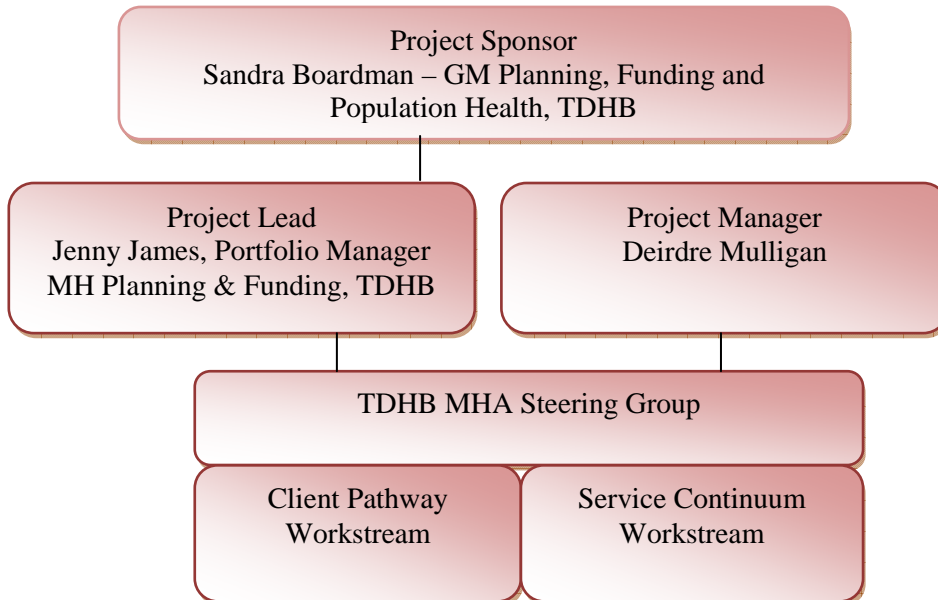 Project Sponsor
Sandra Boardman – GM Planning, Funding and
Population Health, TDHB
Project Lead
Jenny James, Portfolio Manager
MH Planning & Funding, TDHB
Project Manager
Deirdre Mulligan
TDHB MHA Steering Group
Client Pathway
Workstream
Service Continuum
Workstream